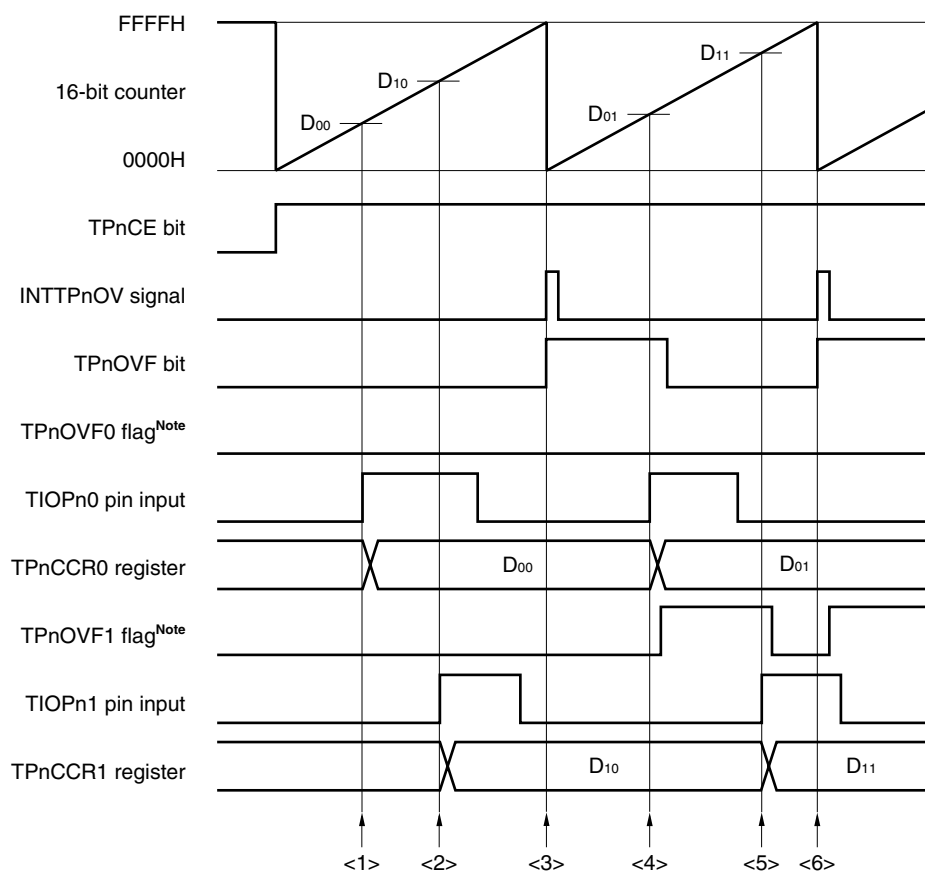 FFFFH
16-bit counter
0000H
D00
D10
D01
D11
TPnCE bit
INTTPnOV signal
TPnOVF bit
TPnOVF0 flagNote
TIOPn0 pin input
TPnCCR0 register
D00
D01
TPnOVF1 flagNote
TIOPn1 pin input
TPnCCR1 register
D10
D11
<1> <2> <3> <4> <5> <6>